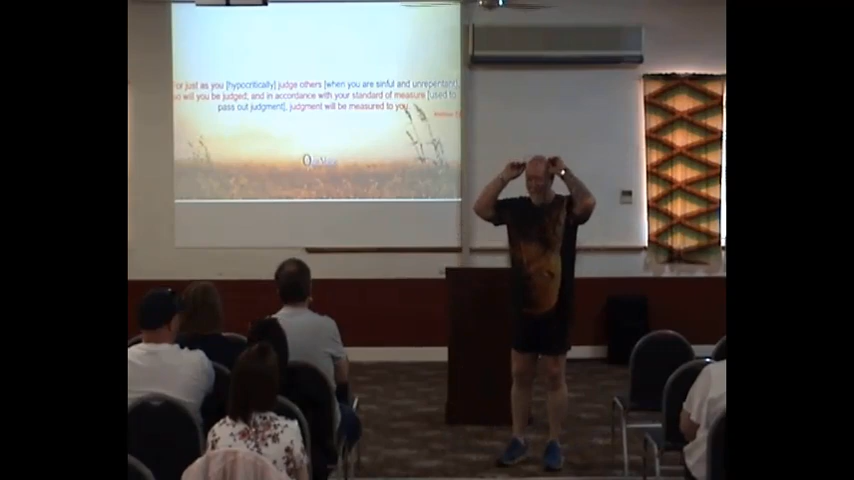 For just as you [hypocritically] judge others [when you are sinful and unrepentant],
so will you be judged; and in accordance with your standard of measure [used to
pass out judgment], judgment will be measured to you.